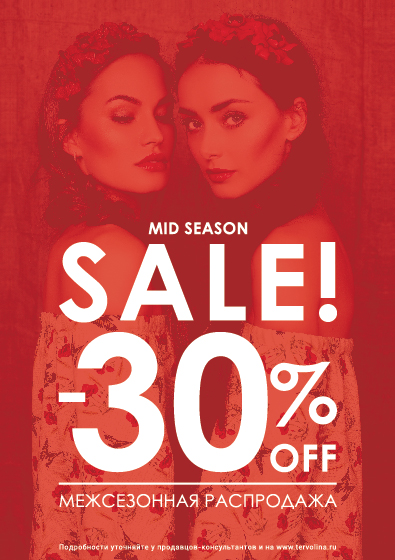 MID SEASON
SALE!
-30%
OFF
МЕЖСЕЗОННАЯ РАСПРОДАЖА
Подробности уточняйте у продавцов-консультантов и на www.tervolina.ru